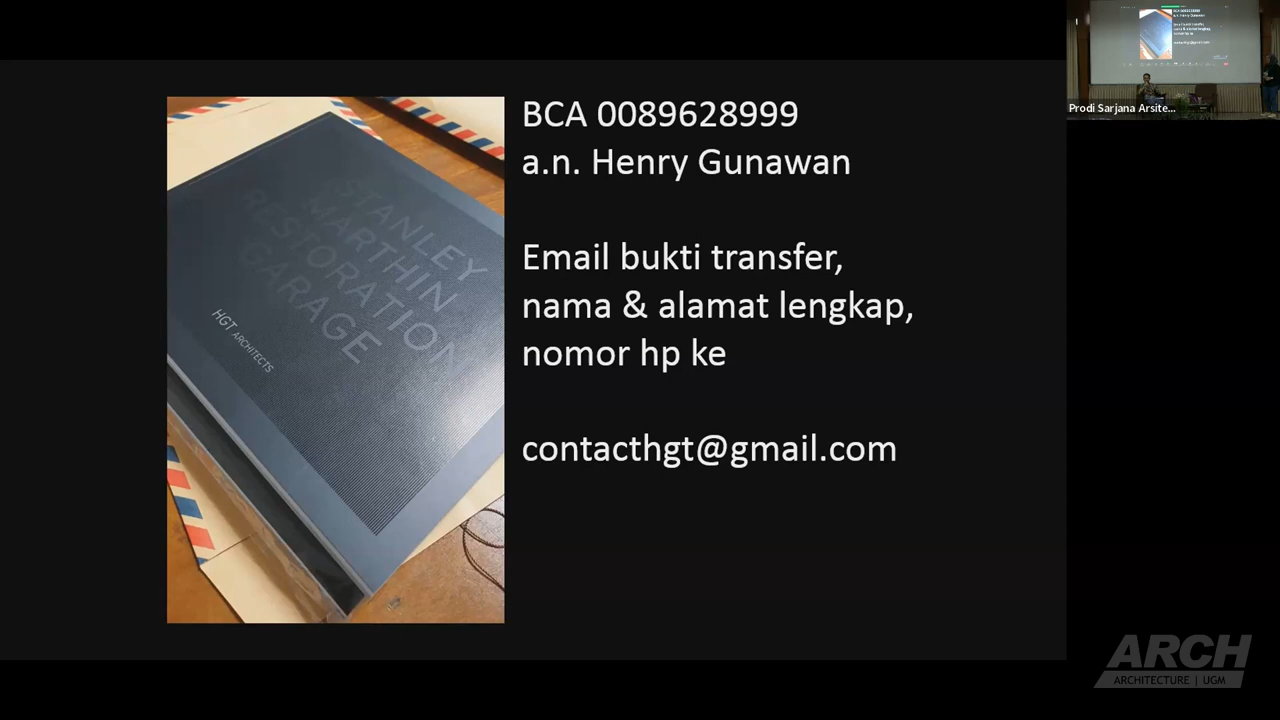 BCA 0089628999
a.n. Henry Gunawan
Email bukti transfer,
nama & alamat lengkap,
nomor hp ke
contacthgt@gmail.com
STANLEY
MARTHIN
RESTORATION
GARAGE
HGT ARCHITECTS
Prodi Sarjana Arsite...
ARCH
ARCHITECTURE | UGM